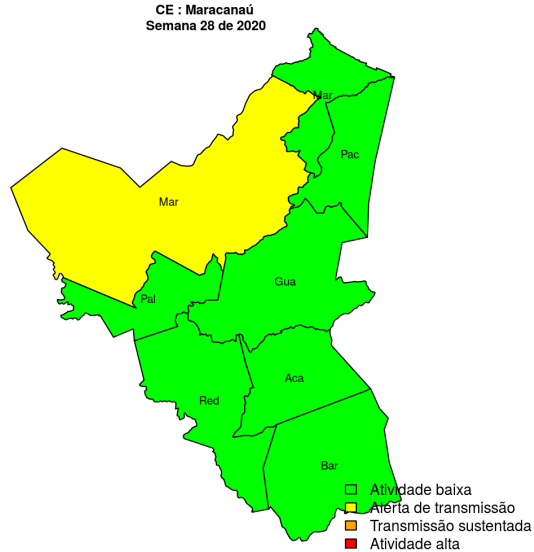 CE : Maracanaú
Semana 28 de 2020
Mar
Pac
Mar
Gua
Pal
Aca
Red
Bar
Atividade baixa
Alerta de transmissão
Transmissão sustentada
Atividade alta